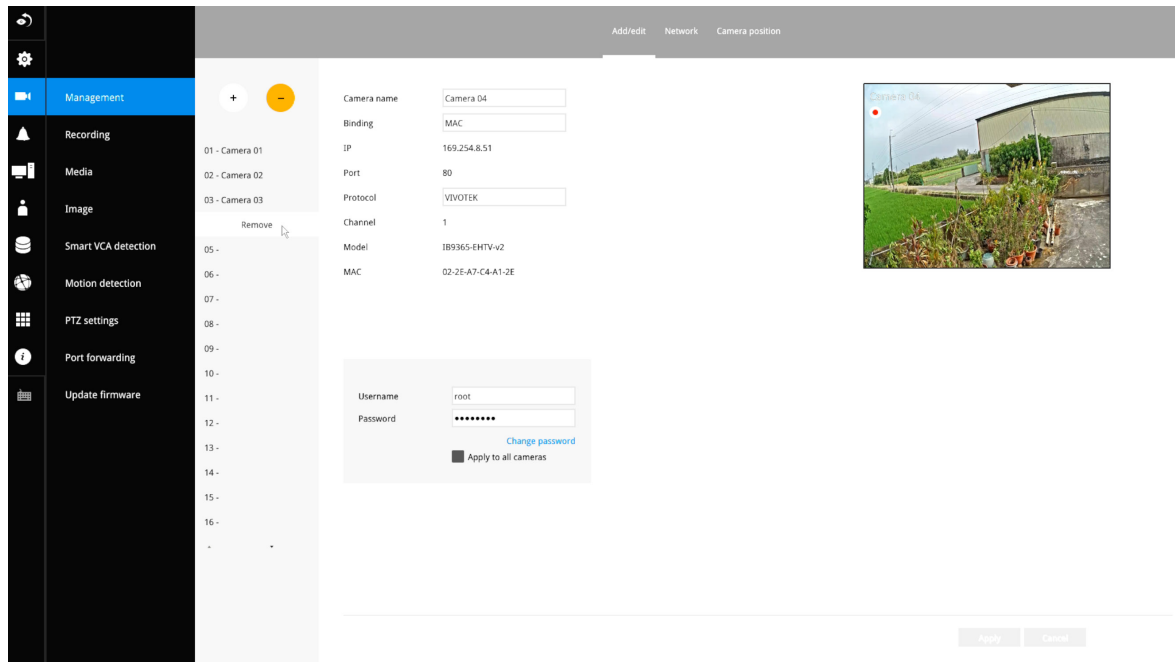 Add/edit Network Camera position
Management
Recording
Media
Image
Smart VCA detection
Motion detection
PTZ settings
Port forwarding
Update firmware
+ −
01 - Camera 01
02 - Camera 02
03 - Camera 03
Remove
05 -
06 -
07 -
08 -
09 -
10 -
11 -
12 -
13 -
14 -
15 -
16 -
Camera name Camera 04
Binding MAC
IP 169.254.8.51
Port 80
Protocol VIVOTEK
Channel 1
Model IB9365-EHTV-v2
MAC 02-2E-A7-C4-A1-2E
Camera 04
Username root
Password ••••••••
Change password
Apply to all cameras
Apply Cancel